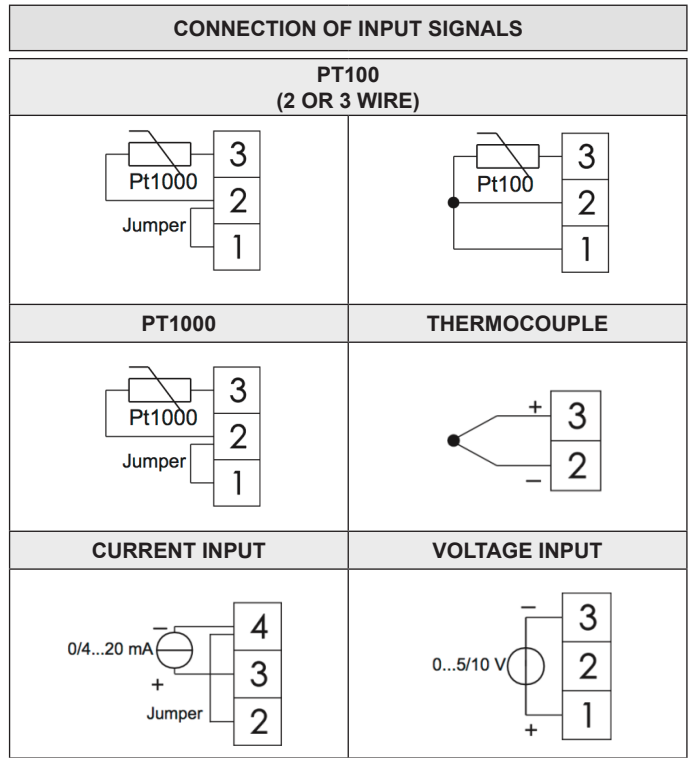 CONNECTION OF INPUT SIGNALS
PT100
(2 OR 3 WIRE)
3
Pt1000
2
Jumper
1
3
Pt100
2
1
PT1000
THERMOCOUPLE
3
Pt1000
2
Jumper
1
+
3
2
–
CURRENT INPUT
VOLTAGE INPUT
–
4
0/4...20 mA
3
+
Jumper
2
–
3
0...5/10 V
2
1
+